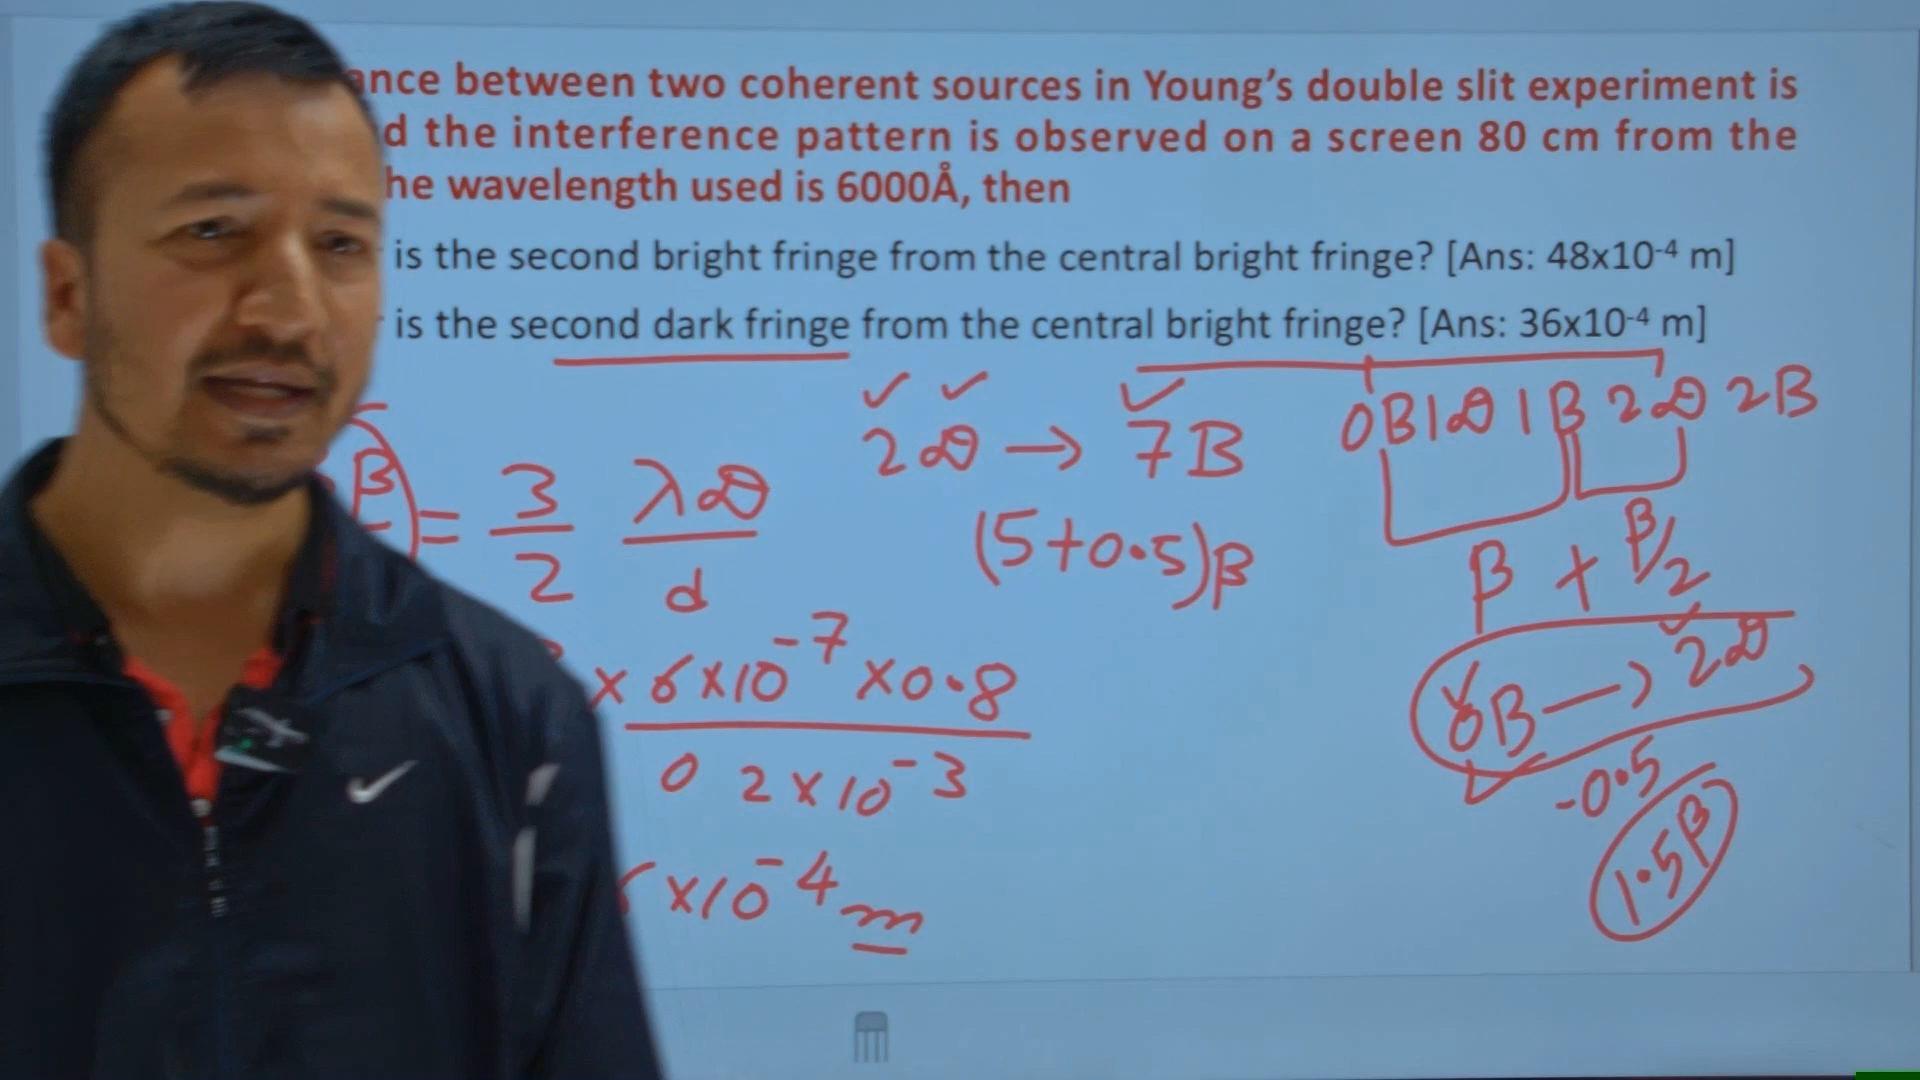 ance between two coherent sources in Young's double slit experiment is
d the interference pattern is observed on a screen 80 cm from the
he wavelength used is 6000Å, then
is the second bright fringe from the central bright fringe? [Ans: 48x10⁻⁴ m]
is the second dark fringe from the central bright fringe? [Ans: 36x10⁻⁴ m]
0B 1D 1B 2D 2B
2D → 7B
β = 3/2 λD/d
(5+0.5)β
β + β/2
x 6x10⁻⁷ x0.8
0 2x10⁻³
B → 2D
-0.5
1.5β
x10⁻⁴ m